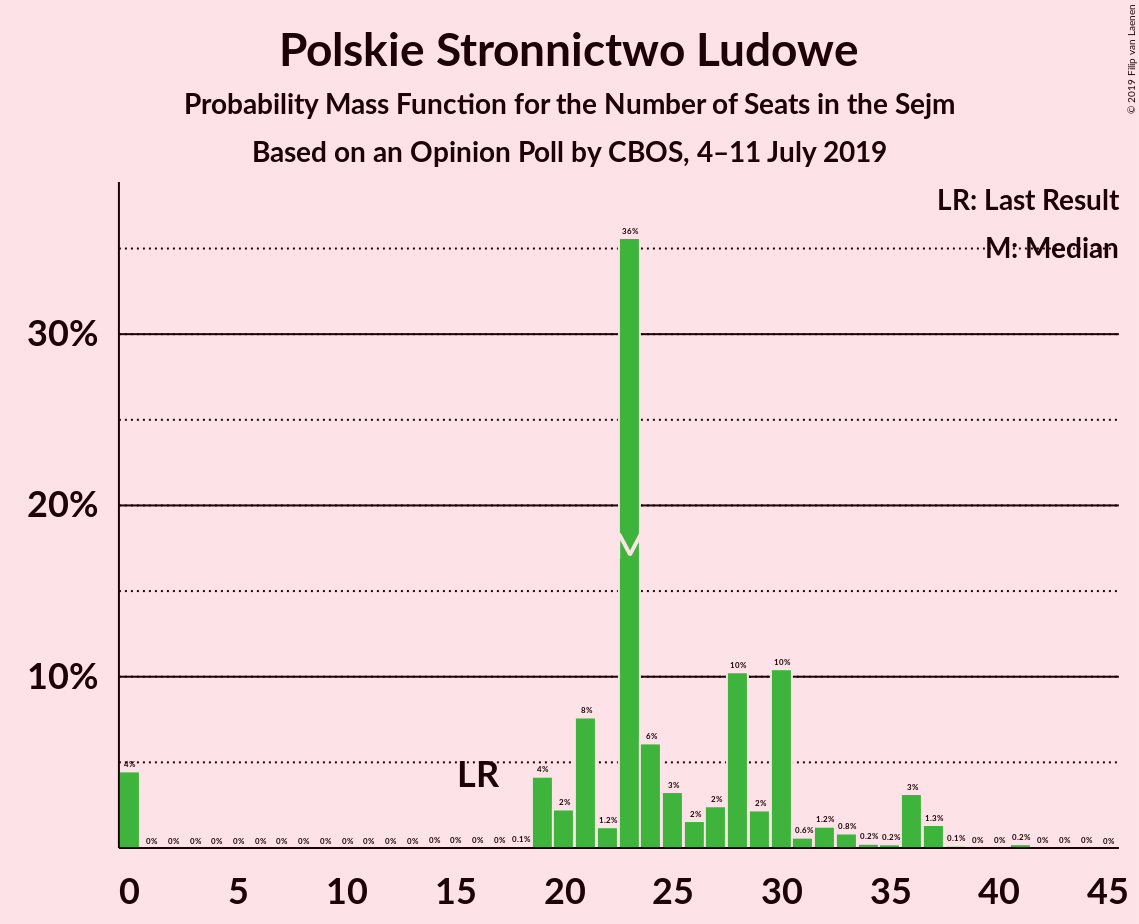 Polskie Stronnictwo Ludowe
Probability Mass Function for the Number of Seats in the Sejm
Based on an Opinion Poll by CBOS, 4–11 July 2019
© 2019 Filip van Laenen
LR: Last Result
M: Median
30%
20%
10%
4% 0% 0% 0% 0% 0% 0% 0% 0% 0% 0% 0% 0% 0% 0% 0% 0% 0% 0.1% 4% 2% 8% 1.2% 36% 6% 3% 2% 2% 10% 2% 10% 0.6% 1.2% 0.8% 0.2% 0.2% 3% 1.3% 0.1% 0% 0% 0.2% 0% 0% 0% 0%
LR
0 5 10 15 20 25 30 35 40 45